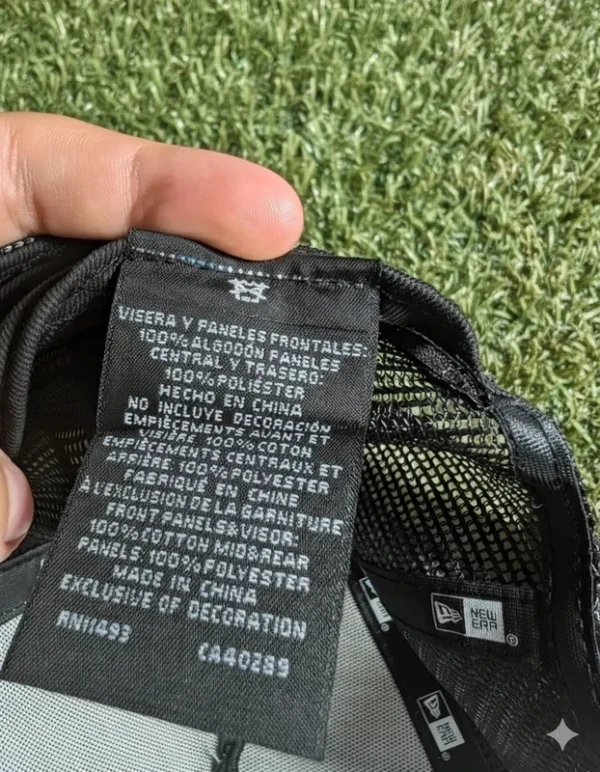 VISERA Y PANELES FRONTALES:
100% ALGODÓN PANELES
CENTRAL Y TRASERO:
100% POLIÉSTER
HECHO EN CHINA
NO INCLUYE DECORACIÓN
EMPIÈCEMENTS AVANT ET
VISIÈRE 100% COTON
EMPIÈCEMENTS CENTRAUX ET
ARRIÈRE 100% POLYESTER
FABRIQUÉ EN CHINE
À L'EXCLUSION DE LA GARNITURE
FRONT PANELS&VISOR:
100% COTTON MID&REAR
PANELS: 100% POLYESTER
MADE IN CHINA
EXCLUSIVE OF DECORATION
RN11493
CA40289
NEW
ERA
NEW
ERA